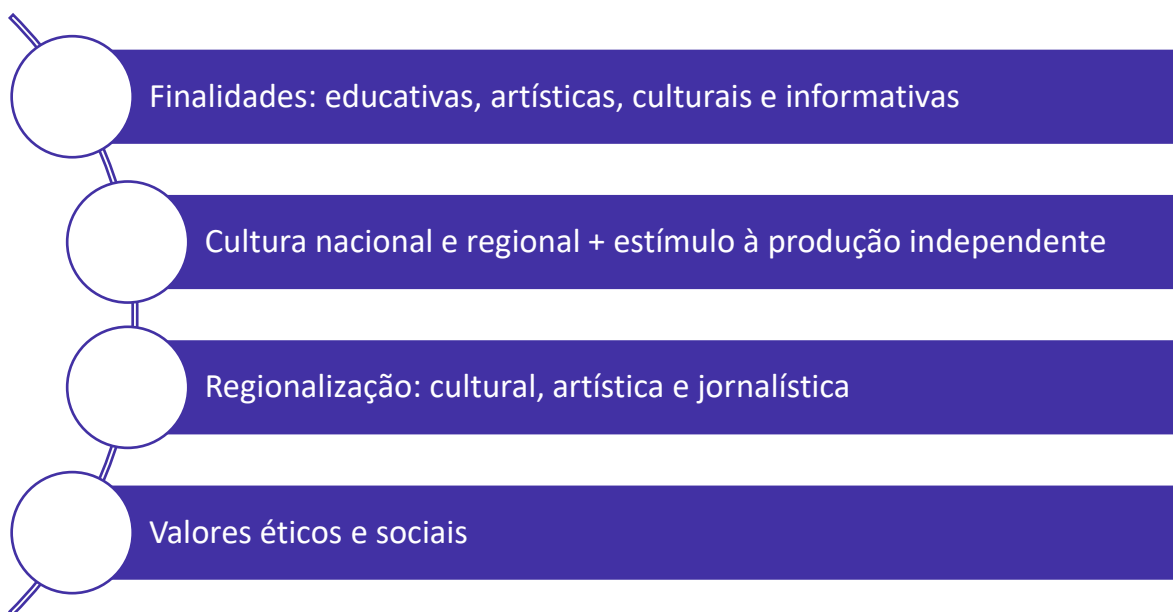 Finalidades: educativas, artísticas, culturais e informativas
Cultura nacional e regional + estímulo à produção independente
Regionalização: cultural, artística e jornalística
Valores éticos e sociais